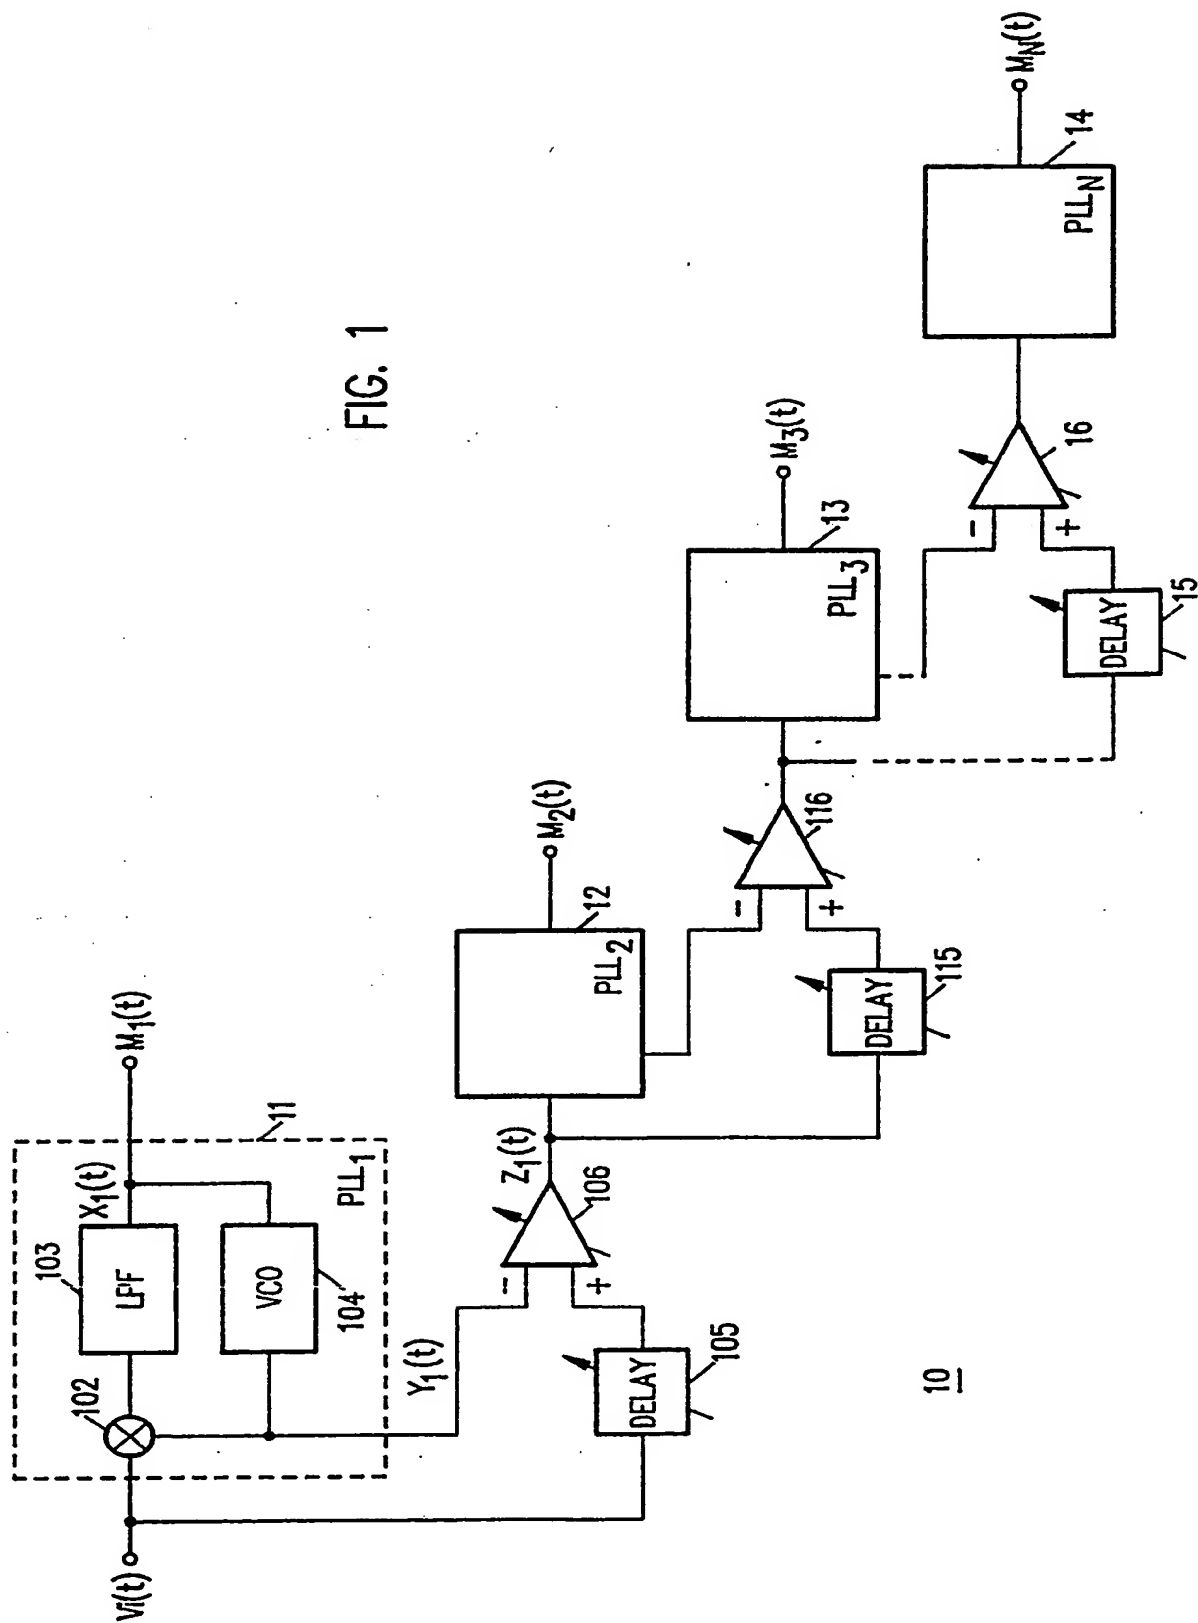 FIG. 1
10
Vi(t)
102
103
LPF
X1(t)
M1(t)
VCO
104
PLL1
11
Y1(t)
DELAY
105
-
+
106
Z1(t)
PLL2
12
M2(t)
DELAY
115
-
+
116
PLL3
13
M3(t)
DELAY
15
-
+
16
PLLN
14
MN(t)